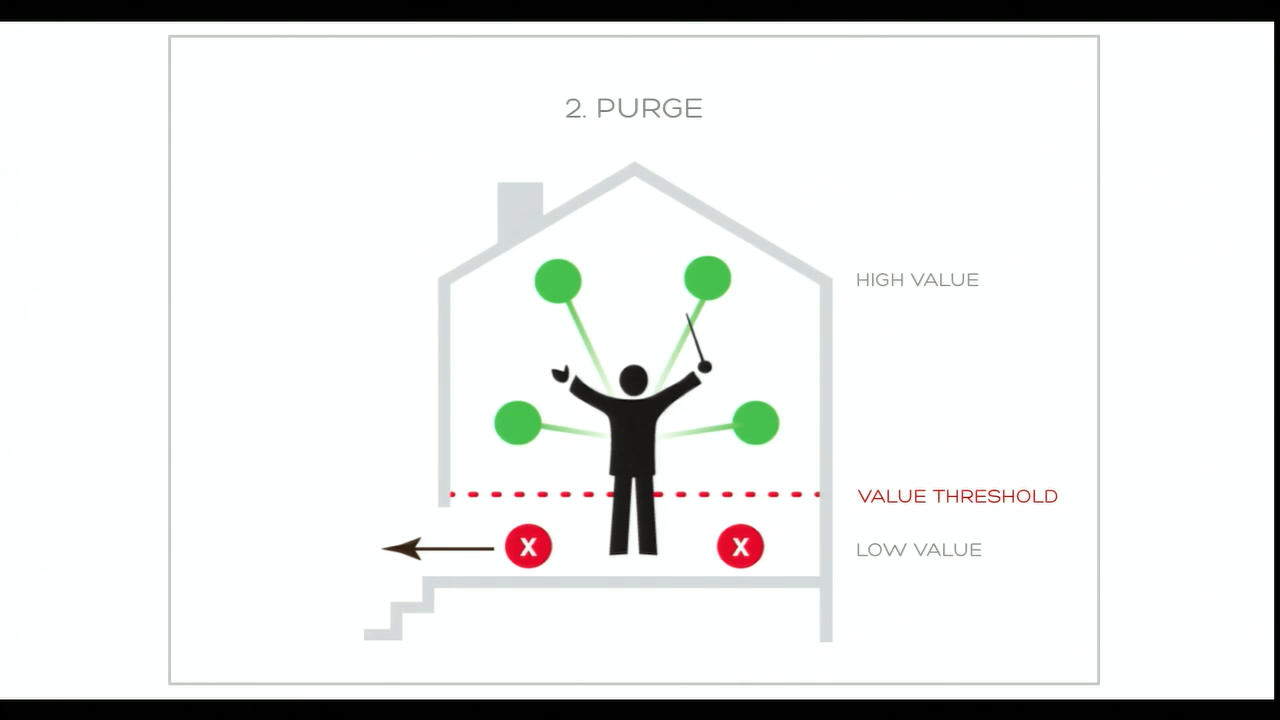 2. PURGE
HIGH VALUE
VALUE THRESHOLD
X
X
LOW VALUE